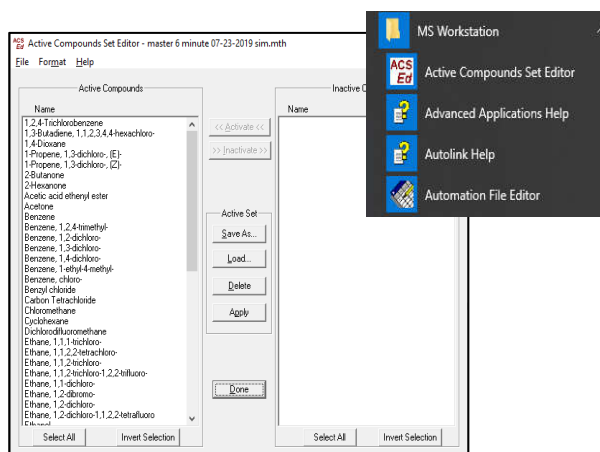 ACS
Ed
Active Compounds Set Editor - master 6 minute 07-23-2019 sim.mth
File Format Help
Active Compounds
Name
1,2,4-Trichlorobenzene
1,3-Butadiene, 1,1,2,3,4,4-hexachloro-
1,4-Dioxane
1-Propene, 1,3-dichloro-, (E)-
1-Propene, 1,3-dichloro-, (Z)-
2-Butanone
2-Hexanone
Acetic acid ethenyl ester
Acetone
Benzene
Benzene, 1,2,4-trimethyl-
Benzene, 1,2-dichloro-
Benzene, 1,3-dichloro-
Benzene, 1,4-dichloro-
Benzene, 1-ethyl-4-methyl-
Benzene, chloro-
Benzyl chloride
Carbon Tetrachloride
Chloromethane
Cyclohexane
Dichlorodifluoromethane
Ethane, 1,1,1-trichloro-
Ethane, 1,1,2,2-tetrachloro-
Ethane, 1,1,2-trichloro-
Ethane, 1,1,2-trichloro-1,2,2-trifluoro-
Ethane, 1,1-dichloro-
Ethane, 1,2-dibromo-
Ethane, 1,2-dichloro-
Ethane, 1,2-dichloro-1,1,2,2-tetrafluoro
Ethanol
Select All
Invert Selection
<< Activate <<
>> Inactivate >>
Active Set
Save As...
Load...
Delete
Apply
Done
Inactive
Name
Select All
Invert Selection
MS Workstation
ACS
Ed
Active Compounds Set Editor
Advanced Applications Help
Autolink Help
Automation File Editor